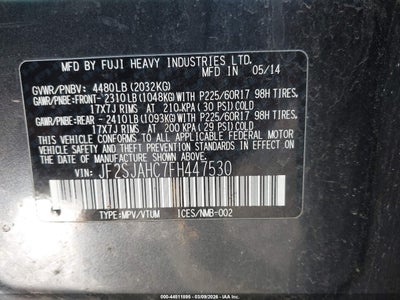 MFD BY FUJI HEAVY INDUSTRIES LTD.
MFD IN 05/14
GVWR/PNBV: 4480LB (2032KG)
GAWR/PNBE:FRONT- 2310LB(1048KG)WITH P225/60R17 98H TIRES,
17X7J RIMS AT 210 KPA (30 PSI) COLD
GAWR/PNBE:REAR - 2410LB(1093KG)WITH P225/60R17 98H TIRES,
17X7J RIMS AT 200 KPA (29 PSI) COLD
THIS VEHICLE CONFORMS TO ALL APPLICABLE FEDERAL MOTOR
VEHICLE SAFETY, BUMPER, AND THEFT PREVENTION
STANDARDS IN EFFECT ON THE DATE OF
MANUFACTURE SHOWN ABOVE.
VIN: JF2SJAHC7FH447530
TYPE:MPV/VTUM ICES/NMB-002
000-44511095 03/09/2026 IAA